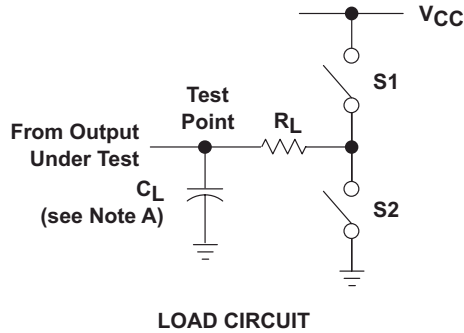 VCC
S1
Test
Point
RL
From Output
Under Test
CL
(see Note A)
S2
LOAD CIRCUIT